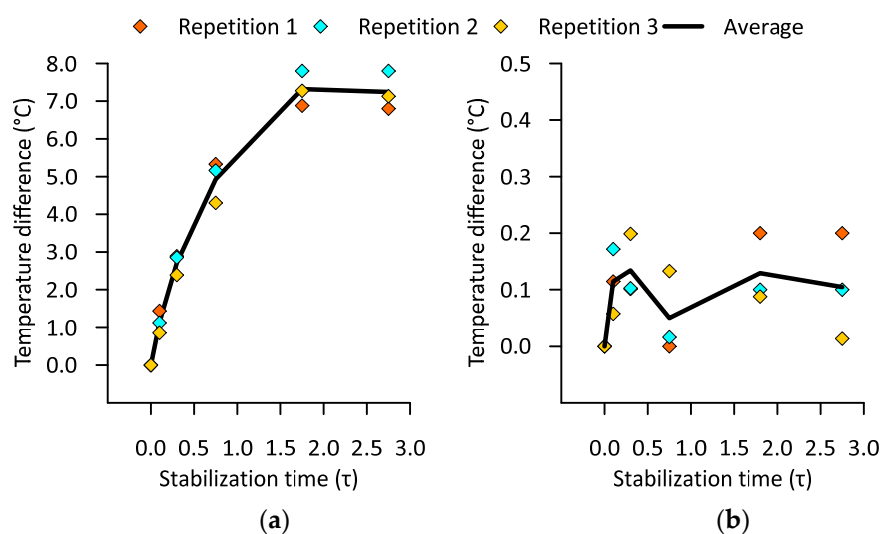 Repetition 1 Repetition 2 Repetition 3 Average
8.0
7.0
6.0
5.0
4.0
3.0
2.0
1.0
0.0
Temperature difference (°C)
0.0 0.5 1.0 1.5 2.0 2.5 3.0
Stabilization time (τ)
(a)
0.5
0.4
0.3
0.2
0.1
0.0
Temperature difference (°C)
0.0 0.5 1.0 1.5 2.0 2.5 3.0
Stabilization time (τ)
(b)